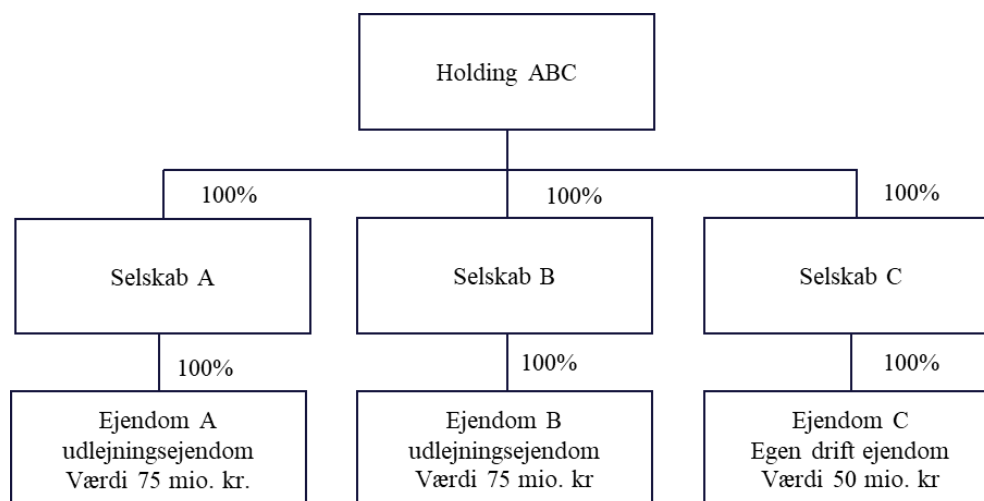 Holding ABC
100%
100%
100%
Selskab A
Selskab B
Selskab C
100%
100%
100%
Ejendom A
udlejningsejendom
Værdi 75 mio. kr.
Ejendom B
udlejningsejendom
Værdi 75 mio. kr
Ejendom C
Egen drift ejendom
Værdi 50 mio. kr